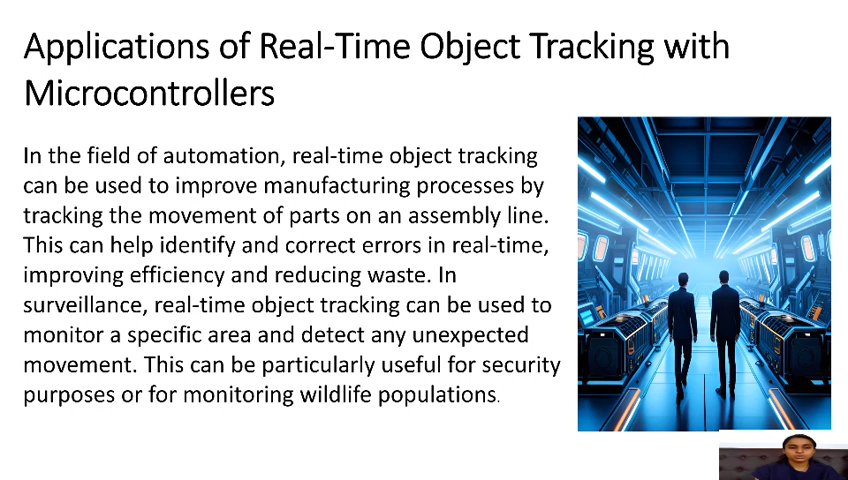 Applications of Real-Time Object Tracking with
Microcontrollers
In the field of automation, real-time object tracking
can be used to improve manufacturing processes by
tracking the movement of parts on an assembly line.
This can help identify and correct errors in real-time,
improving efficiency and reducing waste. In
surveillance, real-time object tracking can be used to
monitor a specific area and detect any unexpected
movement. This can be particularly useful for security
purposes or for monitoring wildlife populations.